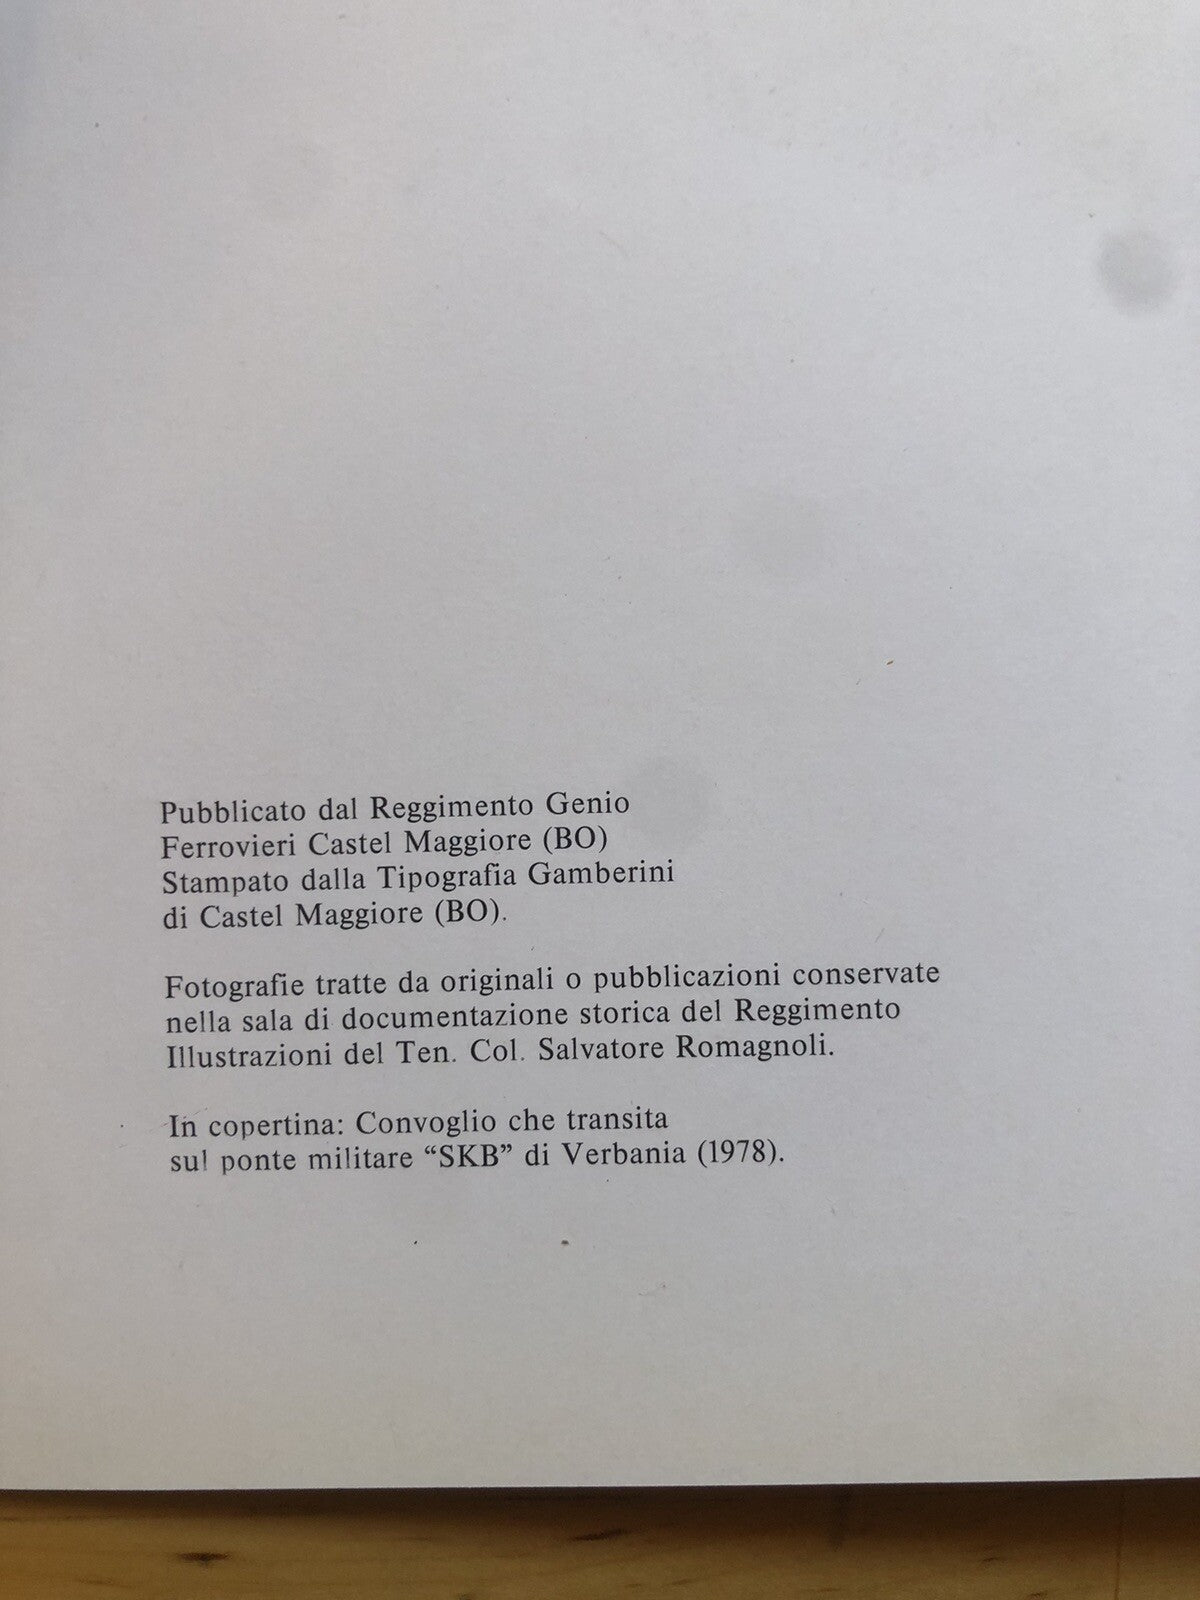 Pubblicato dal Reggimento Genio
Ferrovieri Castel Maggiore (BO)
Stampato dalla Tipografia Gamberini
di Castel Maggiore (BO).
Fotografie tratte da originali o pubblicazioni conservate
nella sala di documentazione storica del Reggimento
Illustrazioni del Ten. Col. Salvatore Romagnoli.
In copertina: Convoglio che transita
sul ponte militare “SKB” di Verbania (1978).